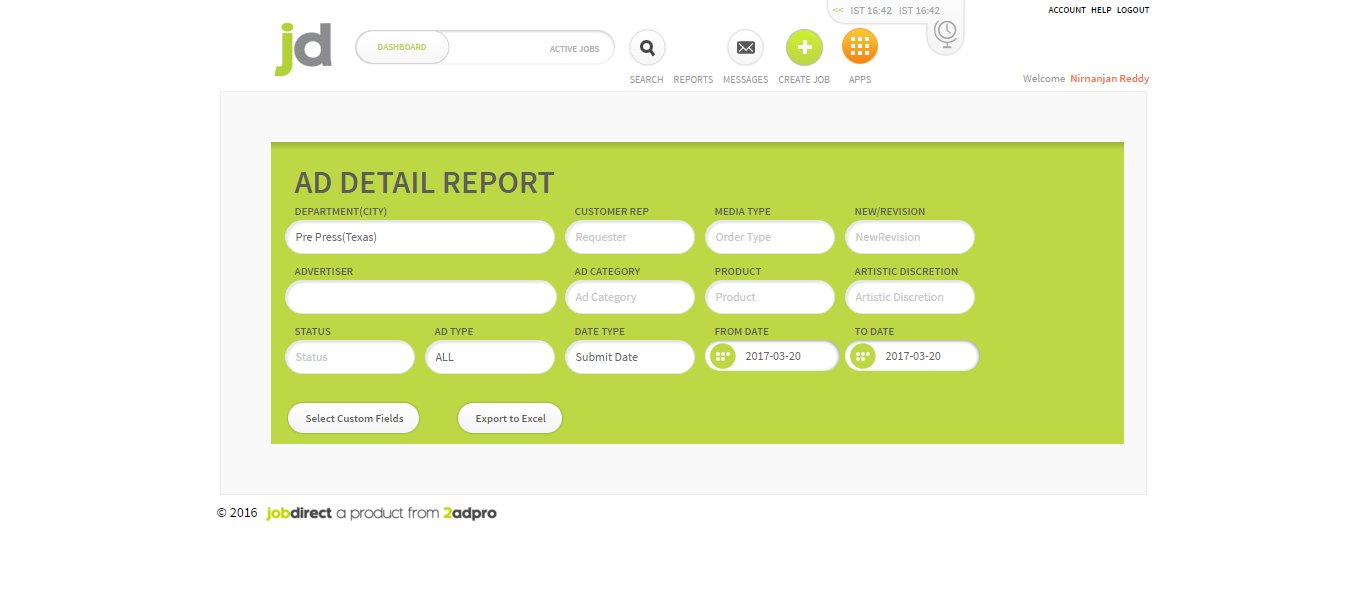 << IST 16:42 IST 16:42
ACCOUNT HELP LOGOUT
jd
DASHBOARD
ACTIVE JOBS
SEARCH REPORTS MESSAGES CREATE JOB APPS
Welcome Nirnanjan Reddy
AD DETAIL REPORT
DEPARTMENT(CITY) CUSTOMER REP MEDIA TYPE NEW/REVISION
Pre Press(Texas) Requester Order Type NewRevision
ADVERTISER AD CATEGORY PRODUCT ARTISTIC DISCRETION
Ad Category Product Artistic Discretion
STATUS AD TYPE DATE TYPE FROM DATE TO DATE
Status ALL Submit Date 2017-03-20 2017-03-20
Select Custom Fields Export to Excel
© 2016 jobdirect a product from 2adpro